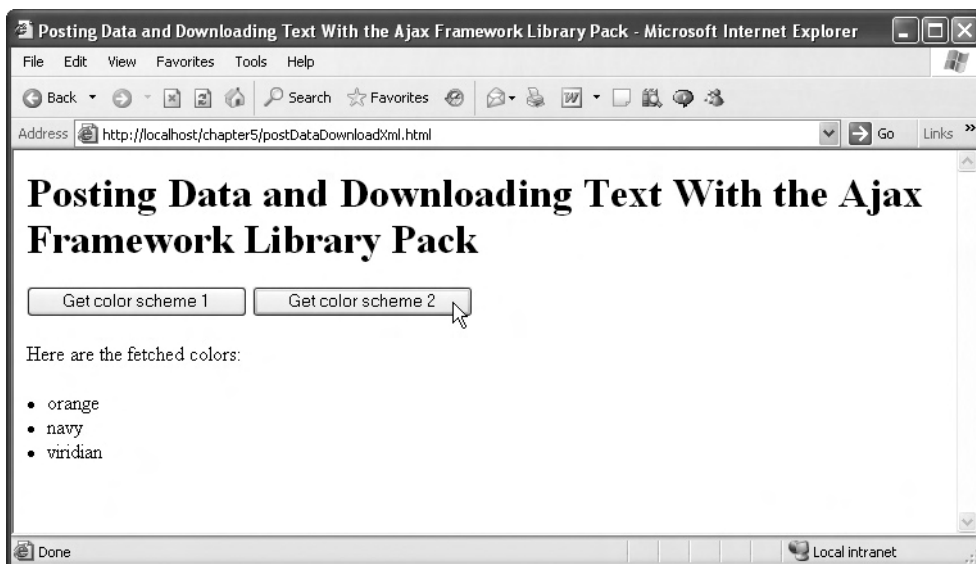 Posting Data and Downloading Text With the Ajax Framework Library Pack - Microsoft Internet Explorer
File Edit View Favorites Tools Help
Back Search Favorites W
Address http://localhost/chapter5/postDataDownloadXml.html Go Links »
Posting Data and Downloading Text With the Ajax
Framework Library Pack
Get color scheme 1 Get color scheme 2
Here are the fetched colors:
• orange
• navy
• viridian
Done Local intranet